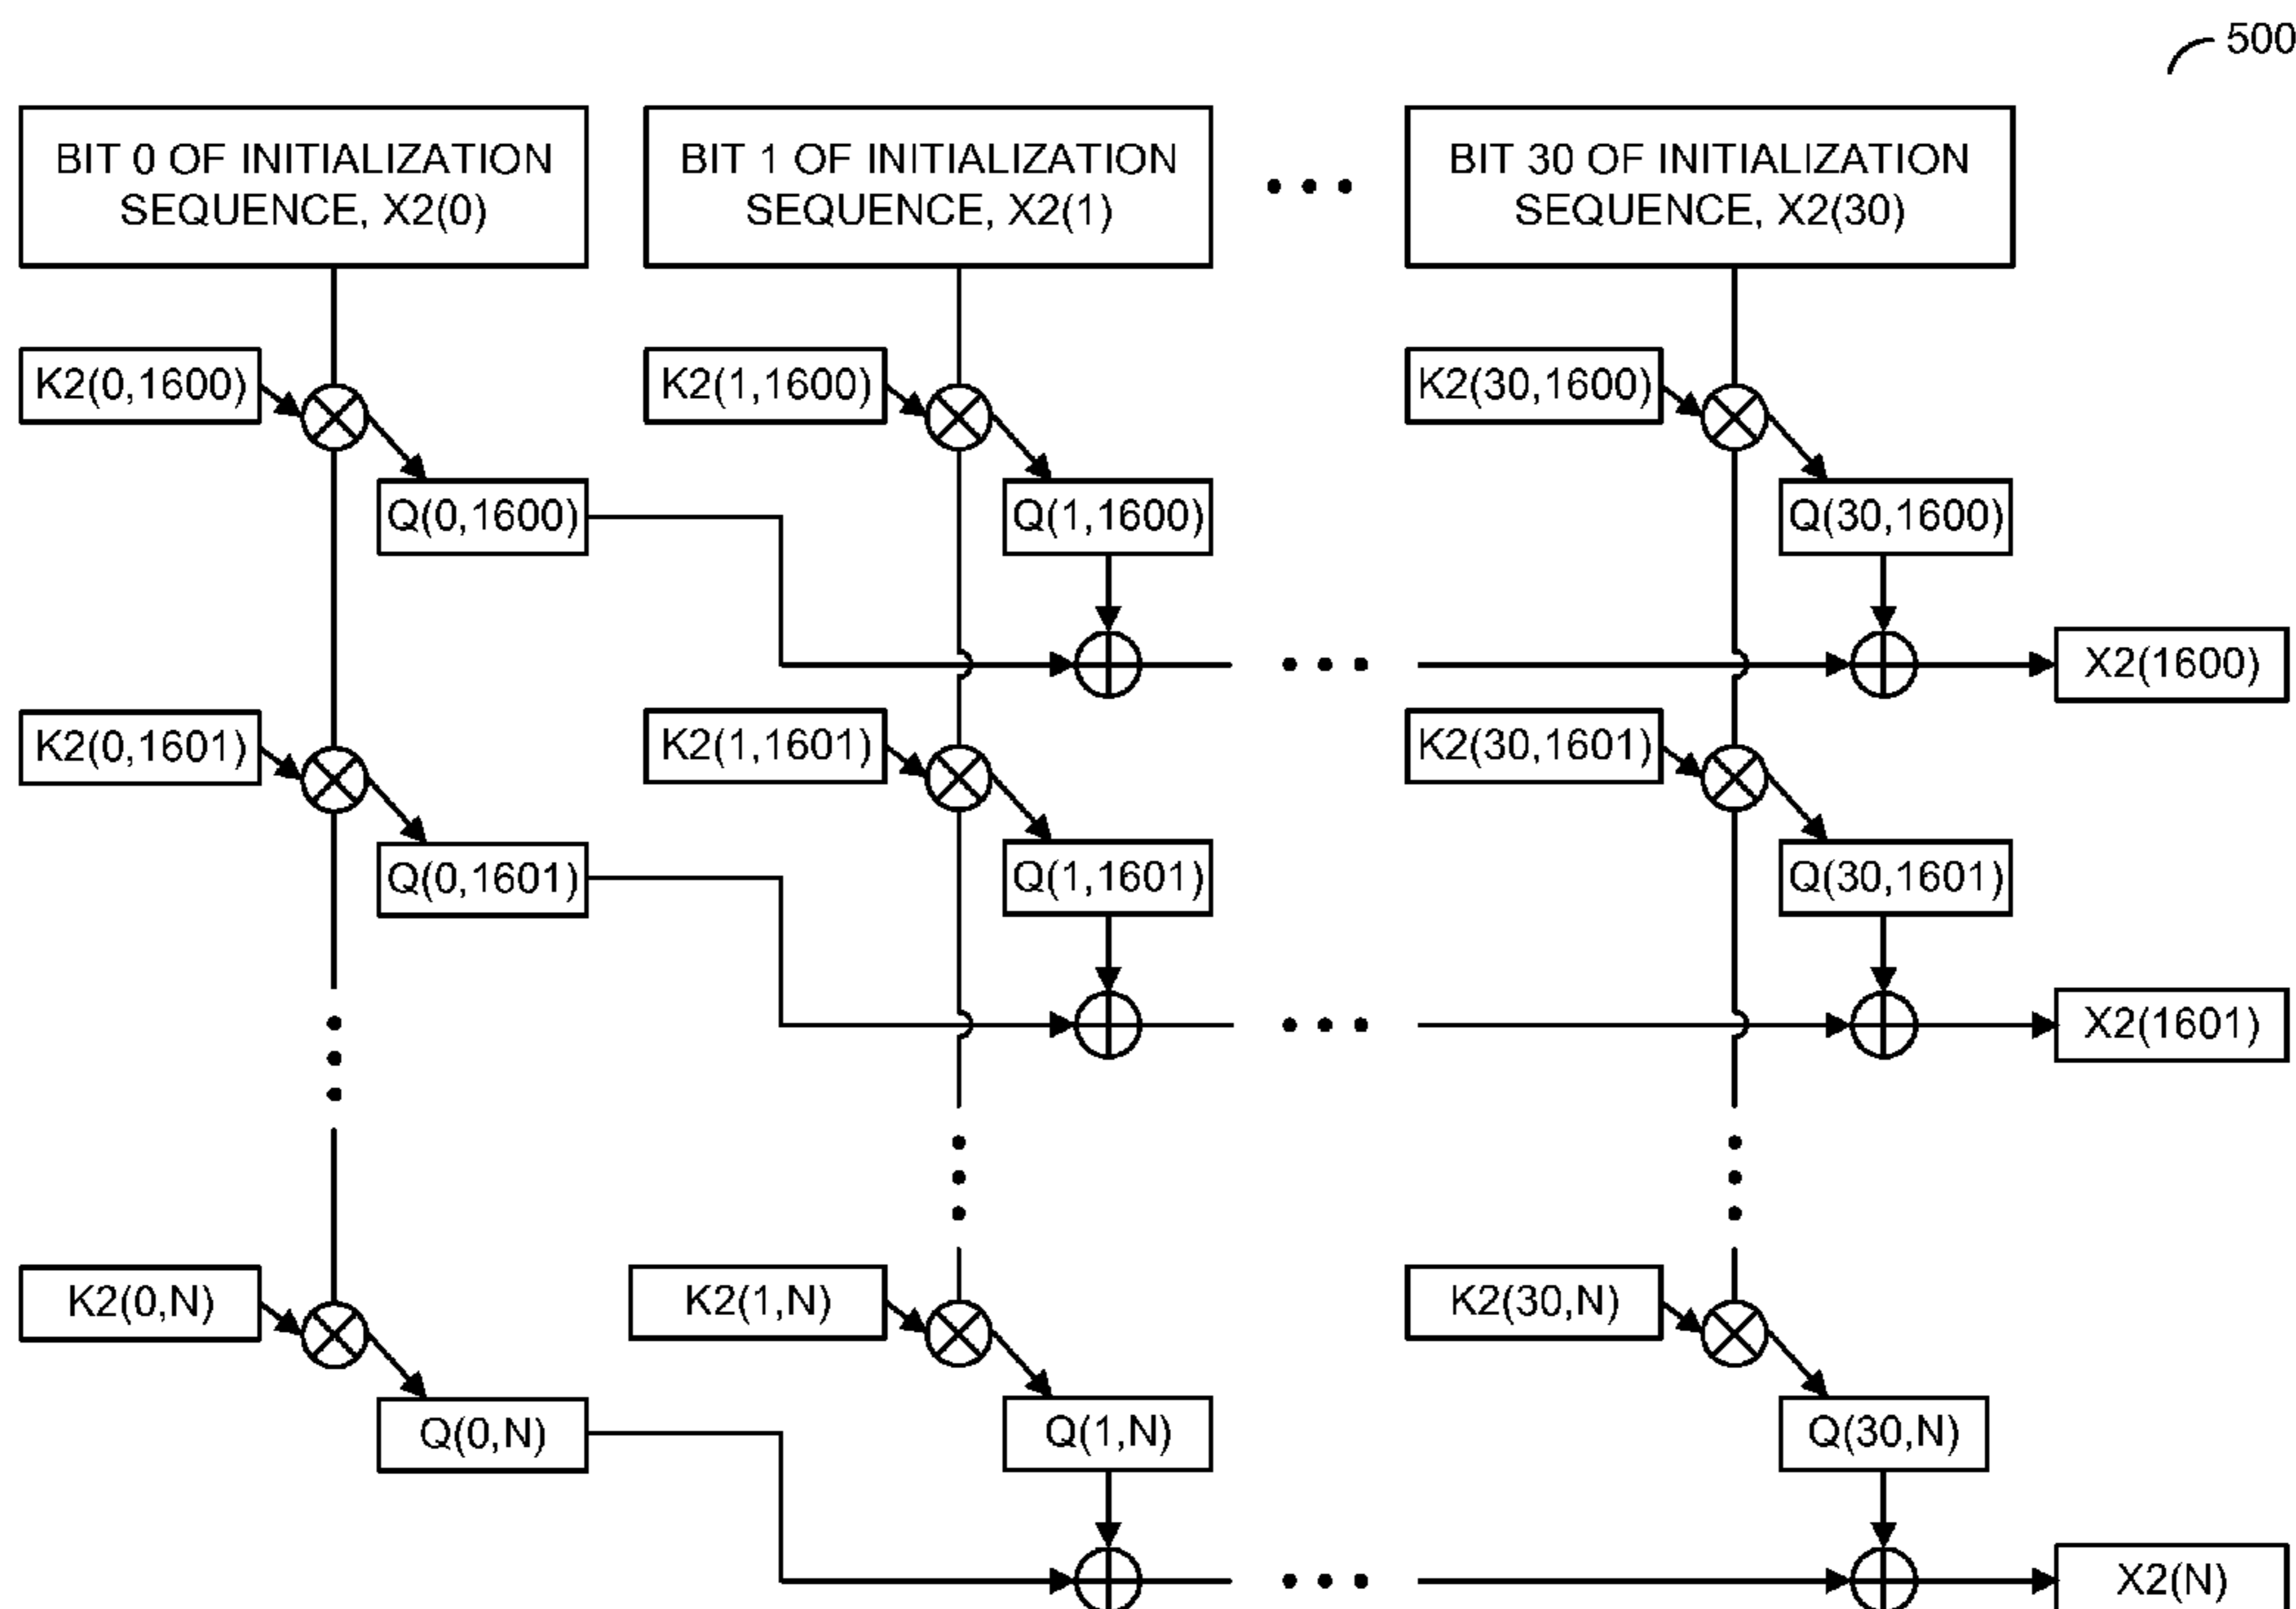 500
BIT 0 OF INITIALIZATION
SEQUENCE, X2(0)
BIT 1 OF INITIALIZATION
SEQUENCE, X2(1)
BIT 30 OF INITIALIZATION
SEQUENCE, X2(30)
K2(0,1600)
K2(1,1600)
K2(30,1600)
Q(0,1600)
Q(1,1600)
Q(30,1600)
X2(1600)
K2(0,1601)
K2(1,1601)
K2(30,1601)
Q(0,1601)
Q(1,1601)
Q(30,1601)
X2(1601)
K2(0,N)
K2(1,N)
K2(30,N)
Q(0,N)
Q(1,N)
Q(30,N)
X2(N)